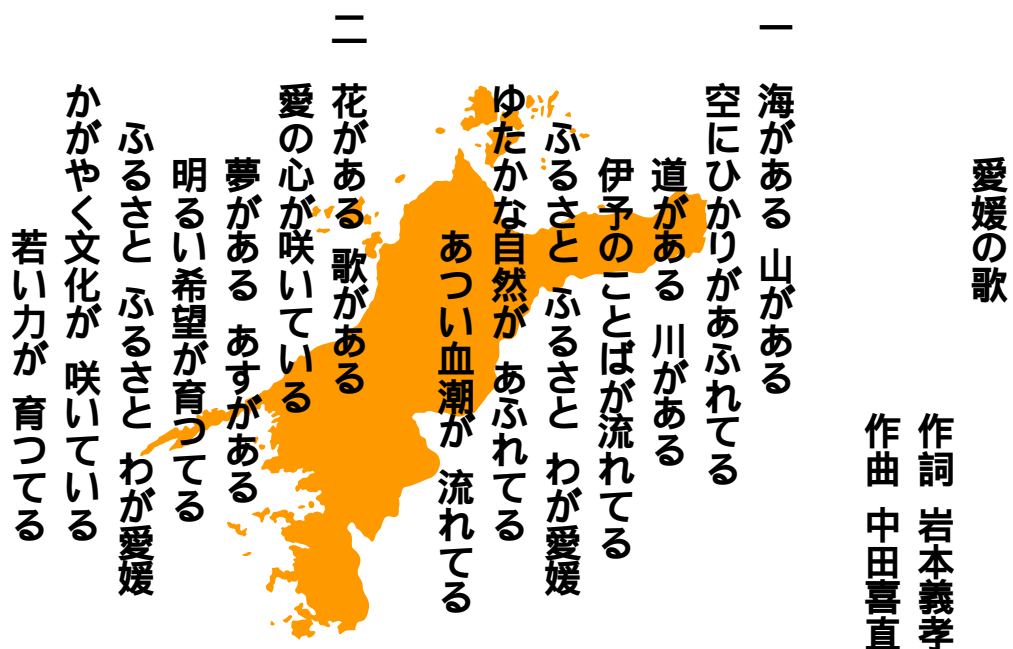 愛媛の歌
作詞 岩本義孝
作曲 中田喜直
一 海がある 山がある
空にひかりがあふれてる
道がある 川がある
伊予のことばが流れてる
ふるさと ふるさと わが愛媛
ゆたかな自然が あふれてる
あつい血潮が 流れてる
二 花がある 歌がある
愛の心が咲いている
夢がある あすがある
明るい希望が育つてる
ふるさと ふるさと わが愛媛
かがやく文化が 咲いている
若い力が 育つてる